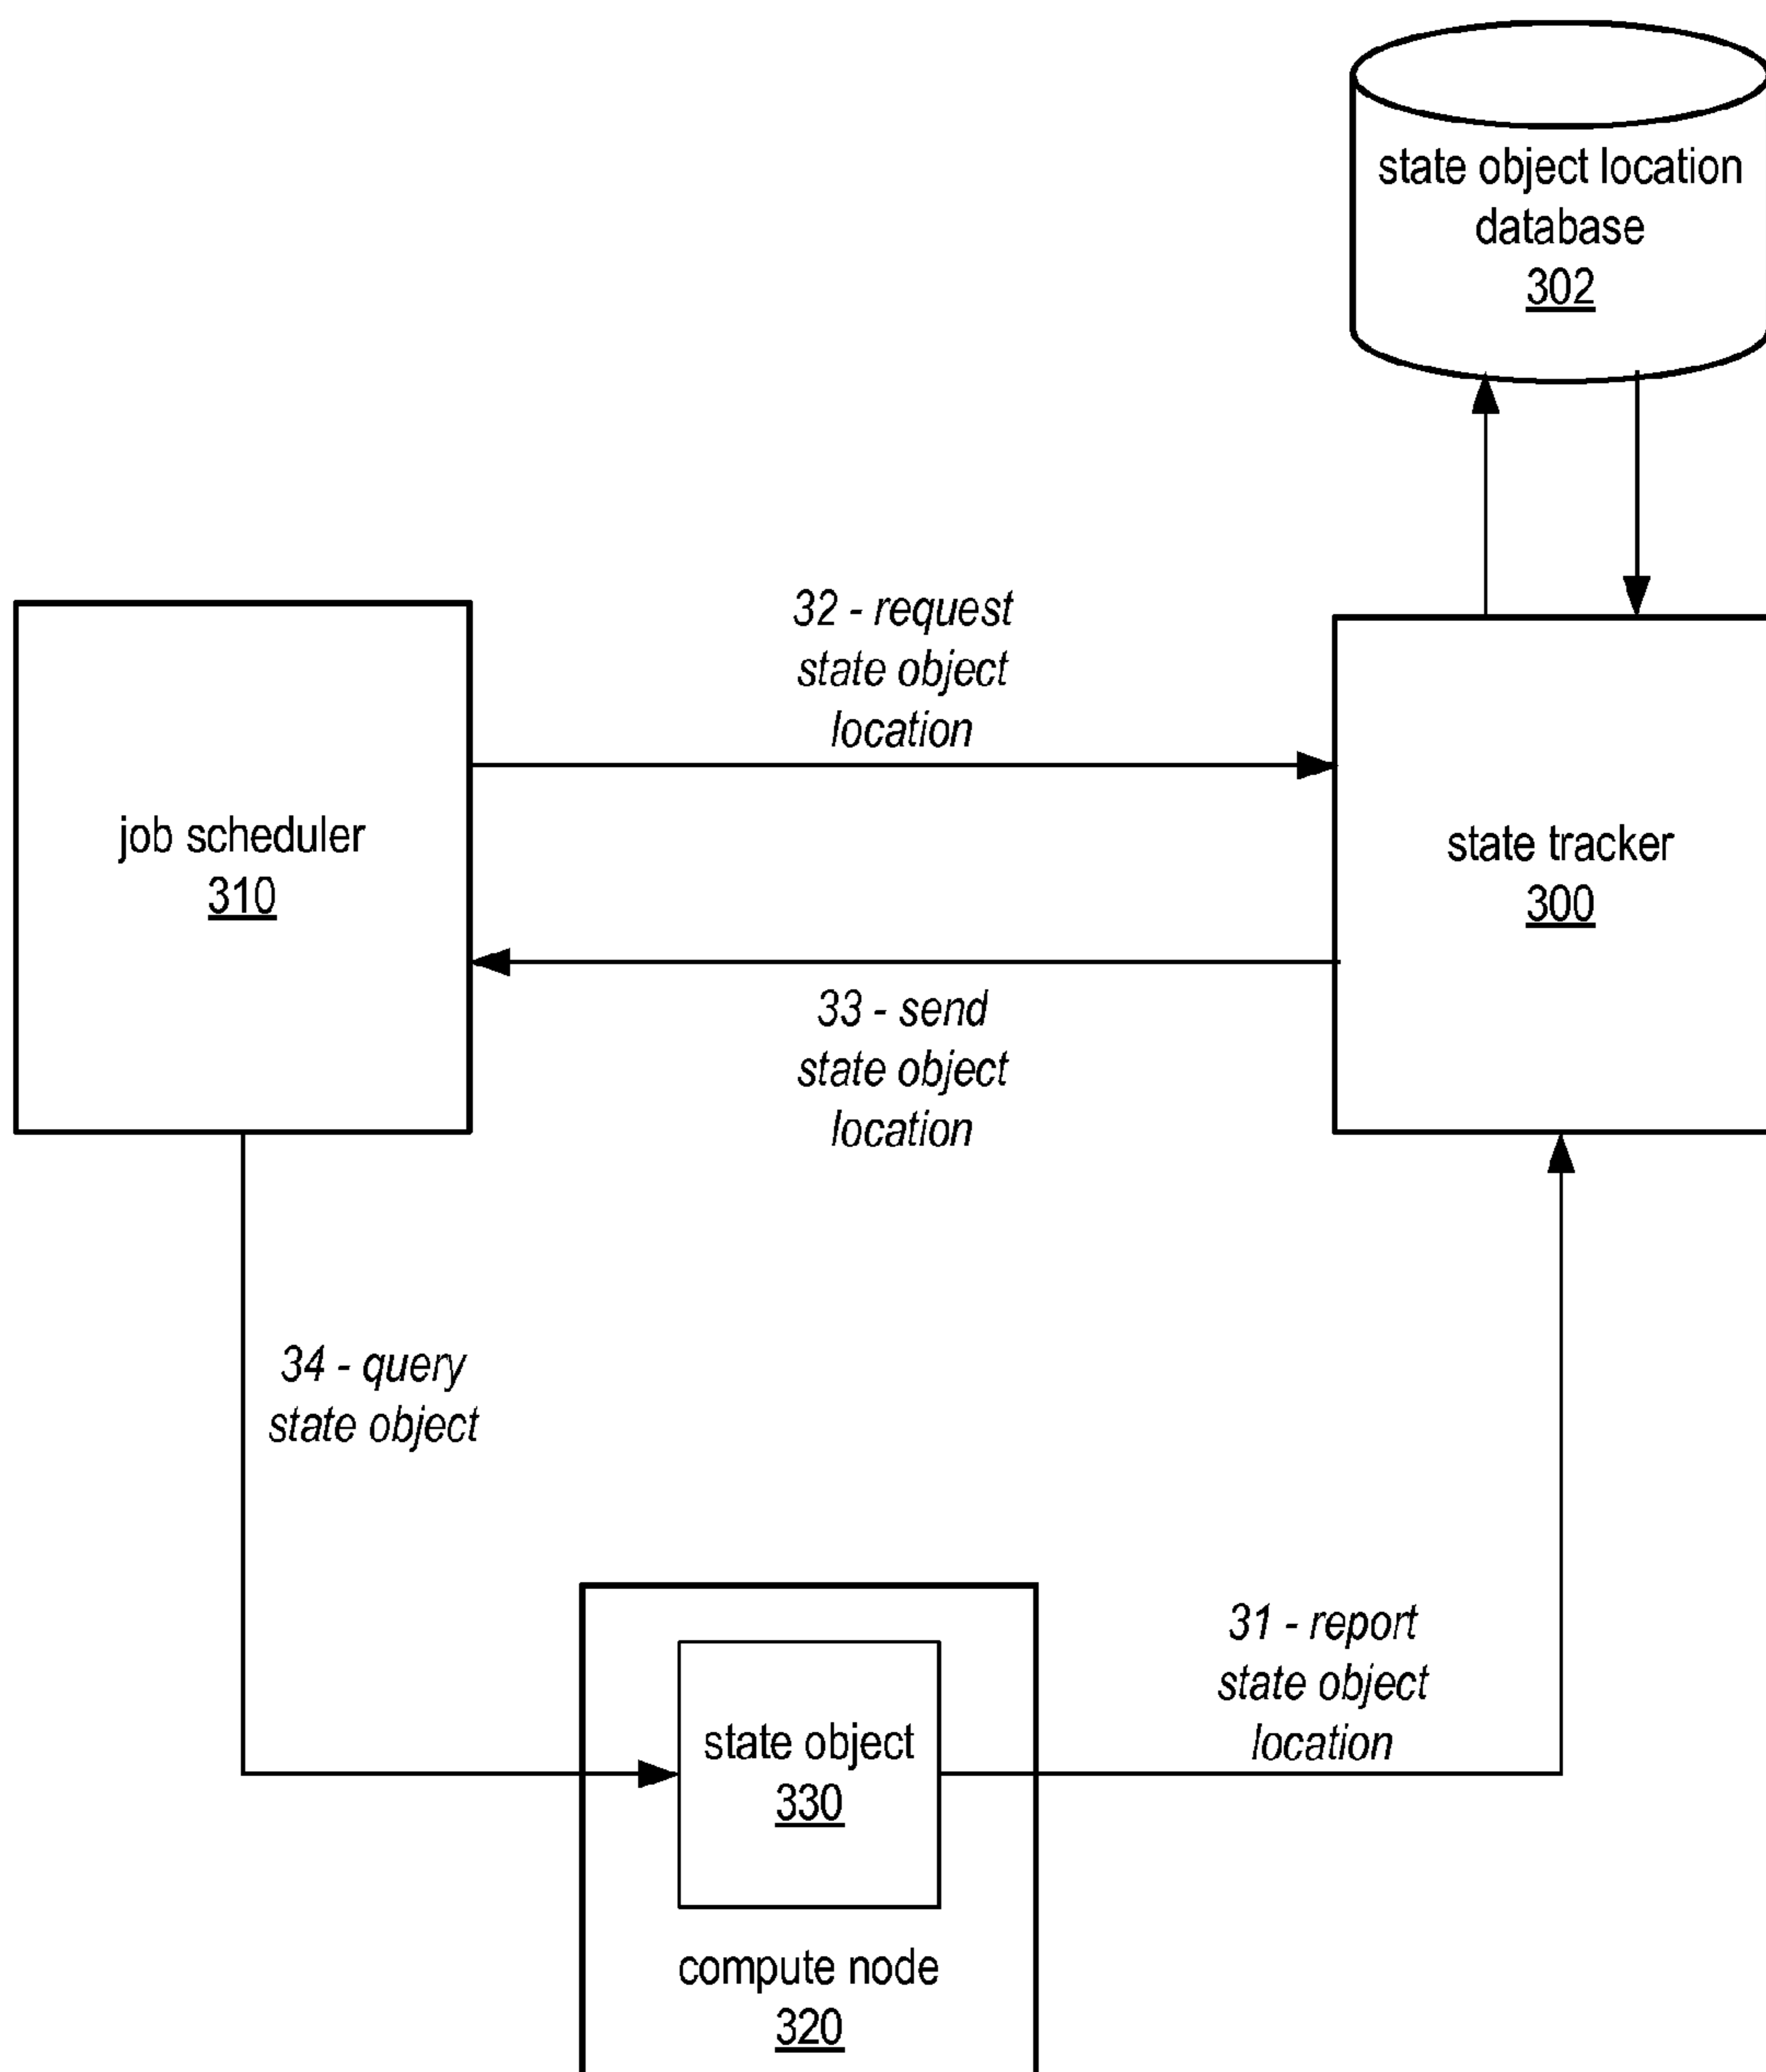 state object location
database
302
32 - request
state object
location
job scheduler
310
state tracker
300
33 - send
state object
location
34 - query
state object
31 - report
state object
location
state object
330
compute node
320